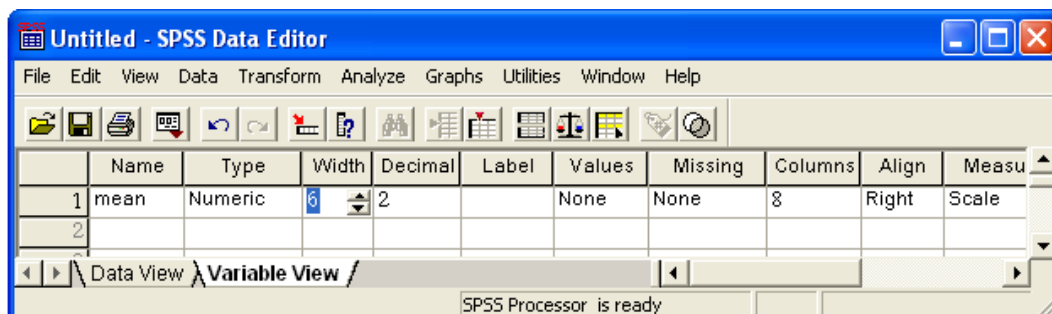 Untitled - SPSS Data Editor
File Edit View Data Transform Analyze Graphs Utilities Window Help
Name Type Width Decimal Label Values Missing Columns Align Measu
1 mean Numeric 6 2 None None 8 Right Scale
2
Data View Variable View
SPSS Processor is ready